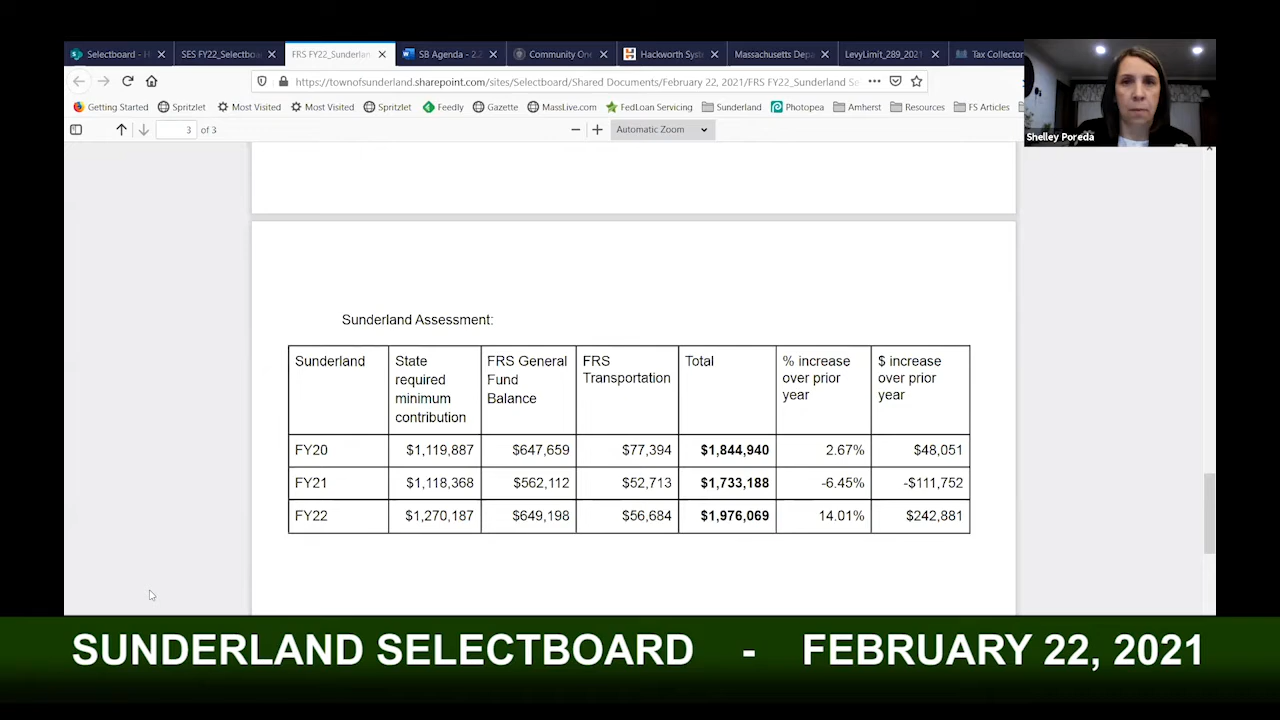 Selectboard - H
SES FY22_Selectbo
FRS FY22_Sunderlan
SB Agenda - 2.2
Community One
Hackworth Syst
Massachusetts Depa
LevyLimit_289_2021
Tax Collector
https://townofsunderland.sharepoint.com/sites/Selectboard/Shared Documents/February 22, 2021/FRS FY22_Sunderland Se
Getting Started
Spritzlet
Most Visited
Most Visited
Spritzlet
Feedly
Gazette
MassLive.com
FedLoan Servicing
Sunderland
Photopea
Amherst
Resources
FS Articles
3 of 3
Automatic Zoom
Shelley Poreda
Sunderland Assessment:
Sunderland State required minimum contribution FRS General Fund Balance FRS Transportation Total % increase over prior year $ increase over prior year
FY20 $1,119,887 $647,659 $77,394 $1,844,940 2.67% $48,051
FY21 $1,118,368 $562,112 $52,713 $1,733,188 -6.45% -$111,752
FY22 $1,270,187 $649,198 $56,684 $1,976,069 14.01% $242,881
SUNDERLAND SELECTBOARD - FEBRUARY 22, 2021